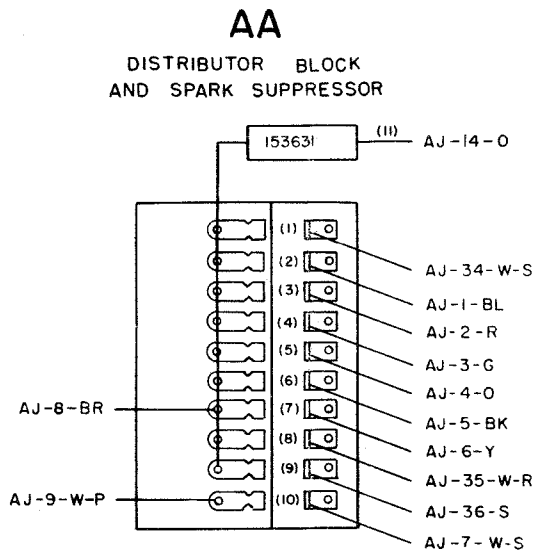 AA
DISTRIBUTOR BLOCK
AND SPARK SUPPRESSOR
153631
(11)
AJ-14-O
(1)
AJ-34-W-S
(2)
AJ-1-BL
(3)
AJ-2-R
(4)
AJ-3-G
(5)
AJ-4-O
(6)
AJ-5-BK
AJ-8-BR
(7)
AJ-6-Y
(8)
AJ-35-W-R
(9)
AJ-36-S
AJ-9-W-P
(10)
AJ-7-W-S